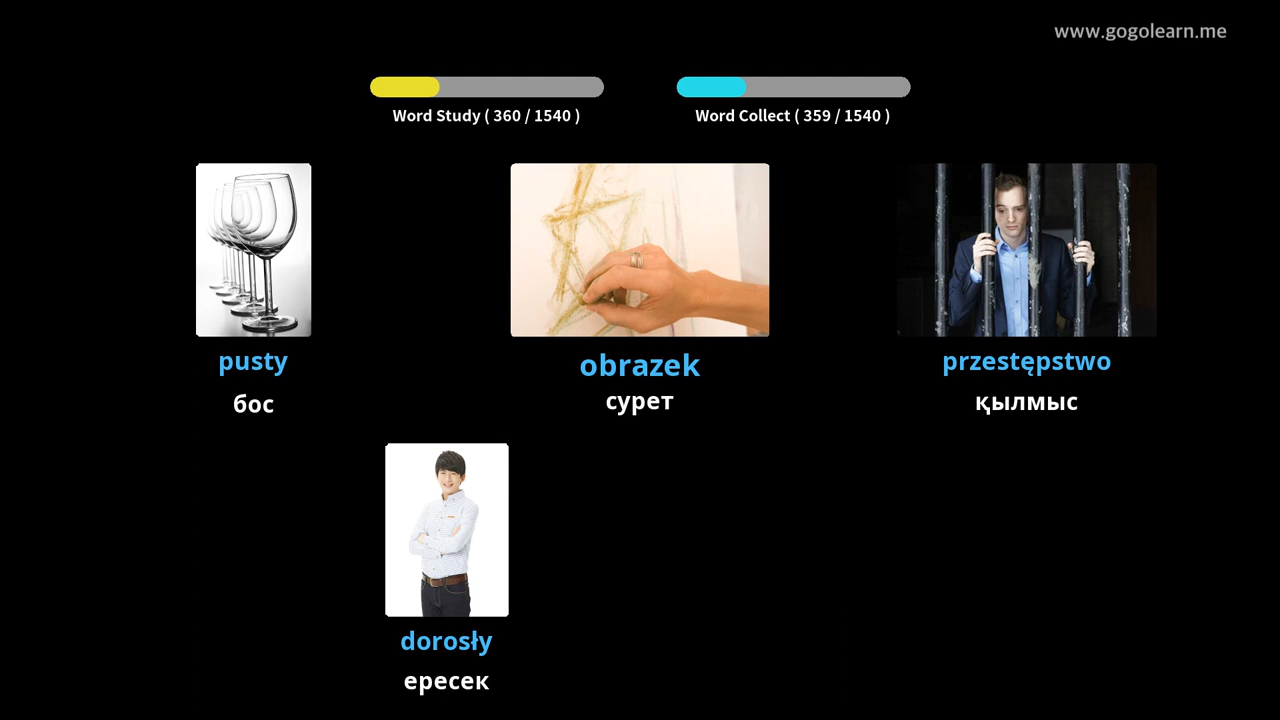 www.gogolearn.me
Word Study ( 360 / 1540 )
Word Collect ( 359 / 1540 )
pusty
бос
obrazek
сурет
przestępstwo
қылмыс
dorosły
ересек